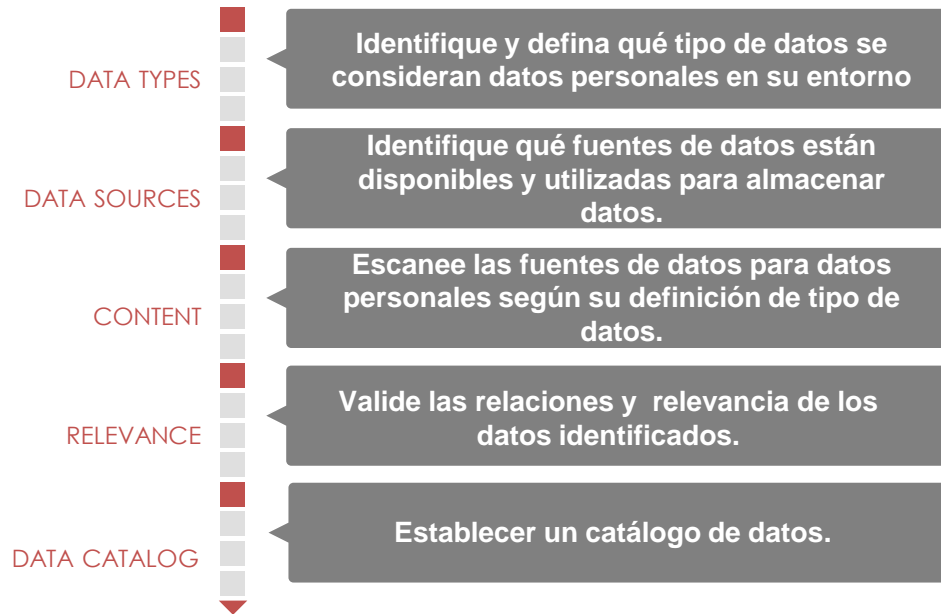 DATA TYPES
Identifique y defina qué tipo de datos se
consideran datos personales en su entorno
DATA SOURCES
Identifique qué fuentes de datos están
disponibles y utilizadas para almacenar
datos.
CONTENT
Escanee las fuentes de datos para datos
personales según su definición de tipo de
datos.
RELEVANCE
Valide las relaciones y  relevancia de los
datos identificados.
DATA CATALOG
Establecer un catálogo de datos.